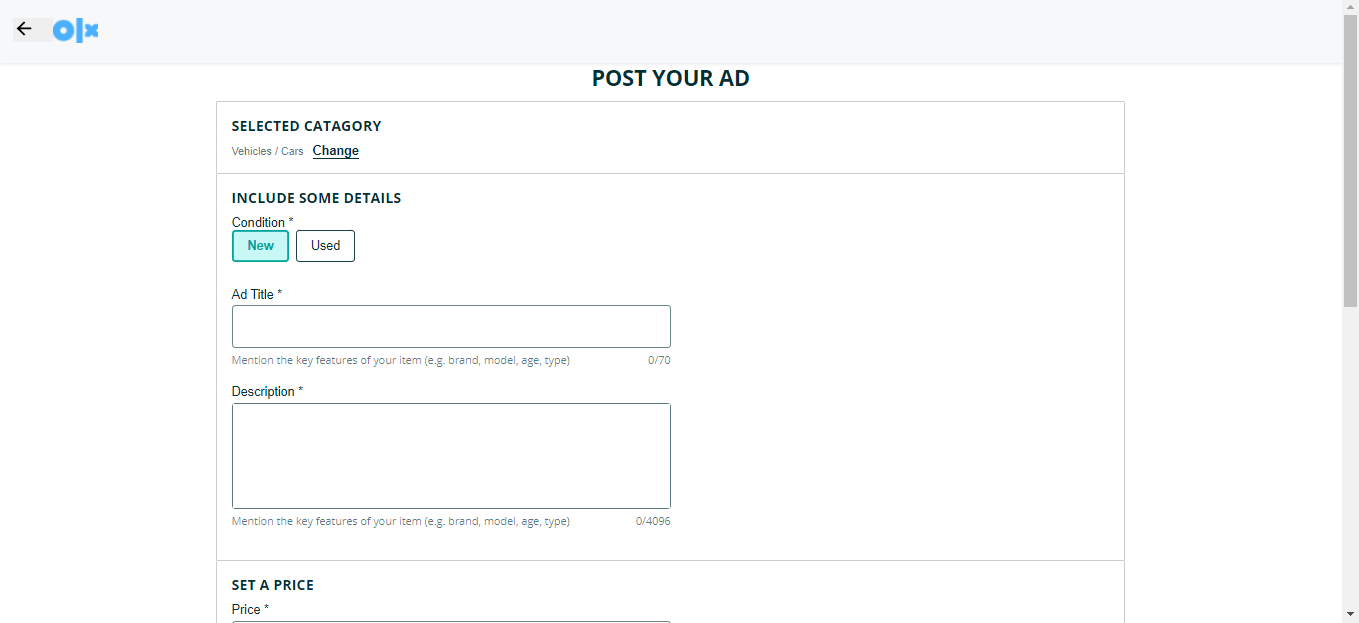 olx
POST YOUR AD
SELECTED CATAGORY
Vehicles / Cars Change
INCLUDE SOME DETAILS
Condition *
New Used
Ad Title *
Mention the key features of your item (e.g. brand, model, age, type) 0/70
Description *
Mention the key features of your item (e.g. brand, model, age, type) 0/4096
SET A PRICE
Price *